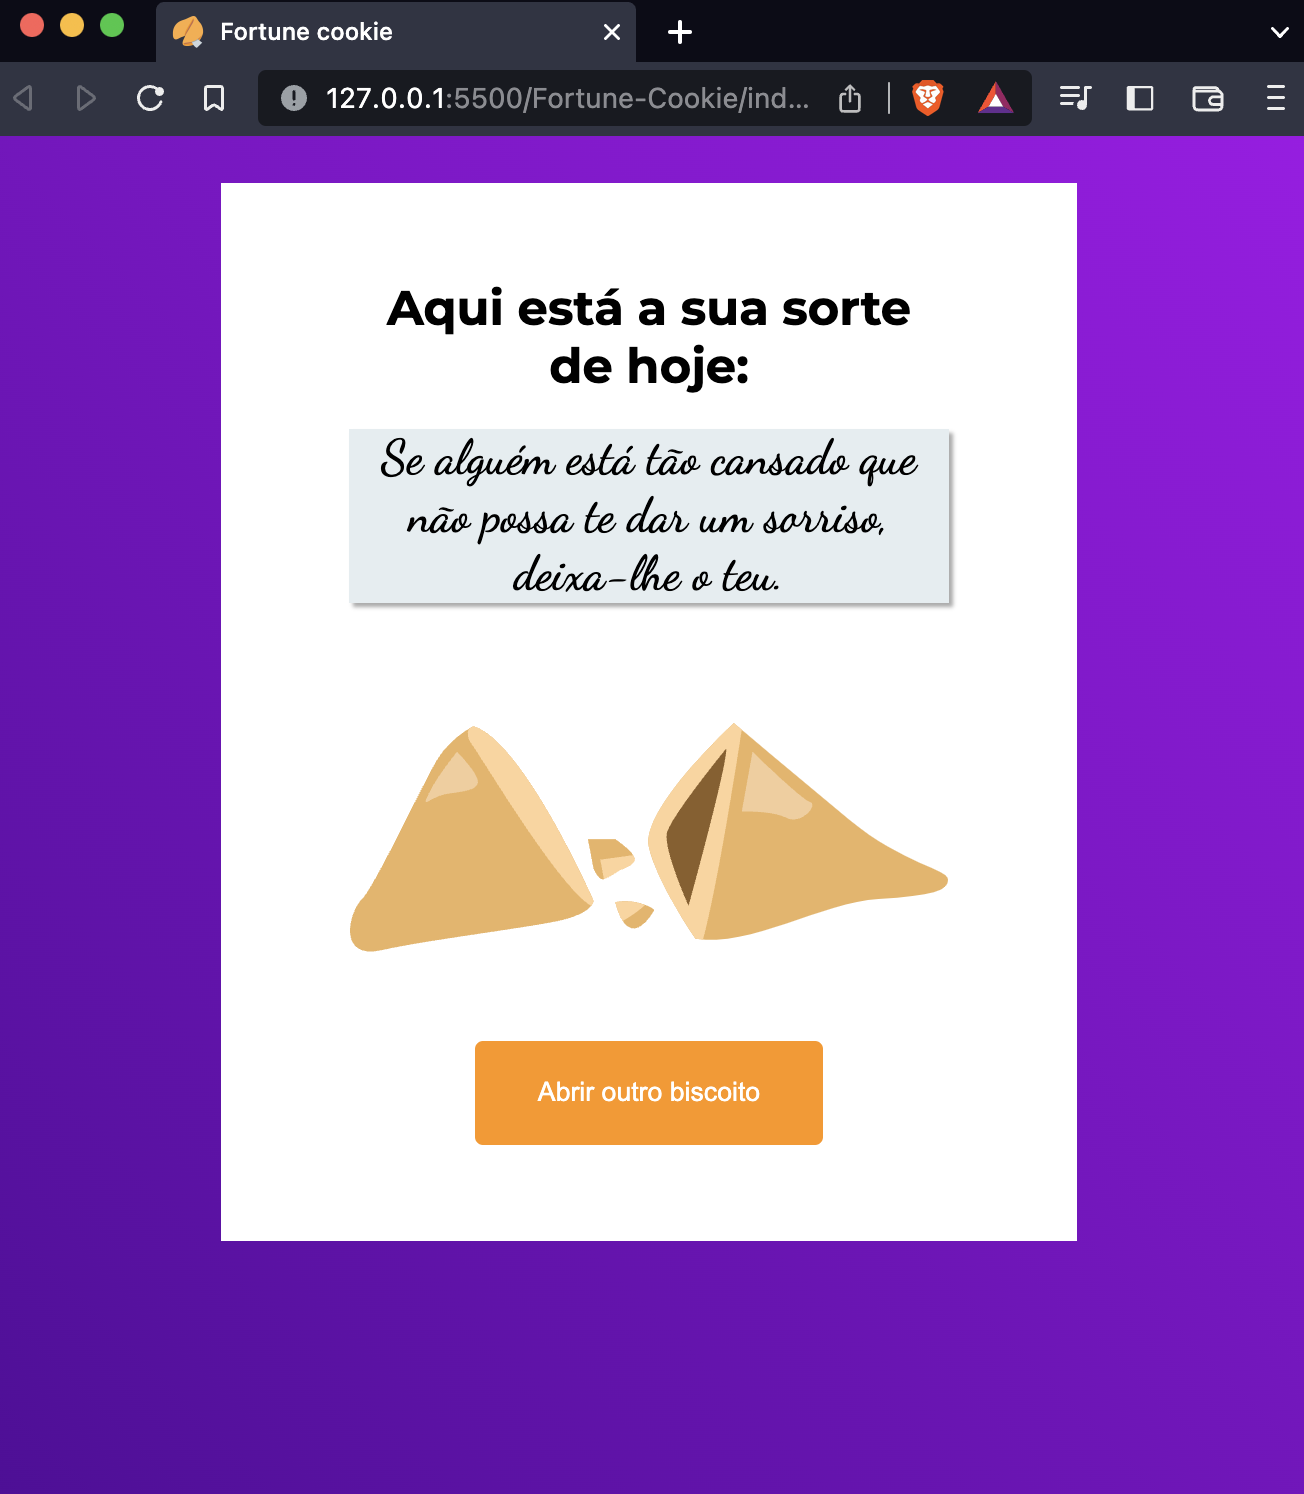 Fortune cookie
127.0.0.1:5500/Fortune-Cookie/ind...
Aqui está a sua sorte
de hoje:
Se alguém está tão cansado que
não possa te dar um sorriso,
deixa-lhe o teu.
Abrir outro biscoito